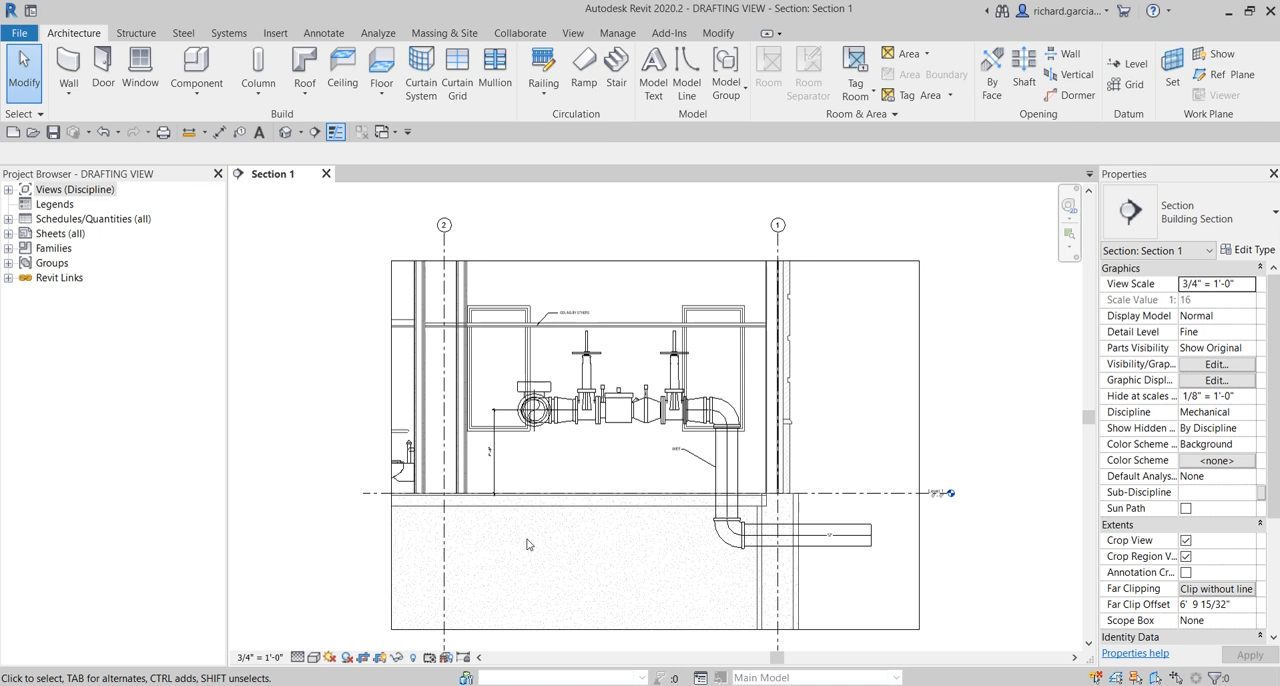 Autodesk Revit 2020.2 - DRAFTING VIEW - Section: Section 1
richard.garcia...
File Architecture Structure Steel Systems Insert Annotate Analyze Massing & Site Collaborate View Manage Add-Ins Modify
Modify
Wall
Door
Window
Component
Column
Roof
Ceiling
Floor
Curtain System
Curtain Grid
Mullion
Railing
Ramp
Stair
Model Text
Model Line
Model Group
Room
Room Separator
Tag Room
Area
Area Boundary
Tag Area
By Face
Shaft
Wall
Vertical
Dormer
Level
Grid
Set
Show
Ref Plane
Viewer
Select
Build
Circulation
Model
Room & Area
Opening
Datum
Work Plane
Project Browser - DRAFTING VIEW
Views (Discipline)
Legends
Schedules/Quantities (all)
Sheets (all)
Families
Groups
Revit Links
Section 1
2
1
Level 1
3/4" = 1'-0"
Properties
Section
Building Section
Section: Section 1
Edit Type
Graphics
View Scale 3/4" = 1'-0"
Scale Value 1: 16
Display Model Normal
Detail Level Fine
Parts Visibility Show Original
Visibility/Grap... Edit...
Graphic Displ... Edit...
Hide at scales ... 1/8" = 1'-0"
Discipline Mechanical
Show Hidden ... By Discipline
Color Scheme ... Background
Color Scheme <none>
Default Analys... None
Sub-Discipline
Sun Path
Extents
Crop View
Crop Region V...
Annotation Cr...
Far Clipping Clip without line
Far Clip Offset 6' 9 15/32"
Scope Box None
Identity Data
Properties help
Apply
Click to select, TAB for alternates, CTRL adds, SHIFT unselects.
:0
Main Model
:0